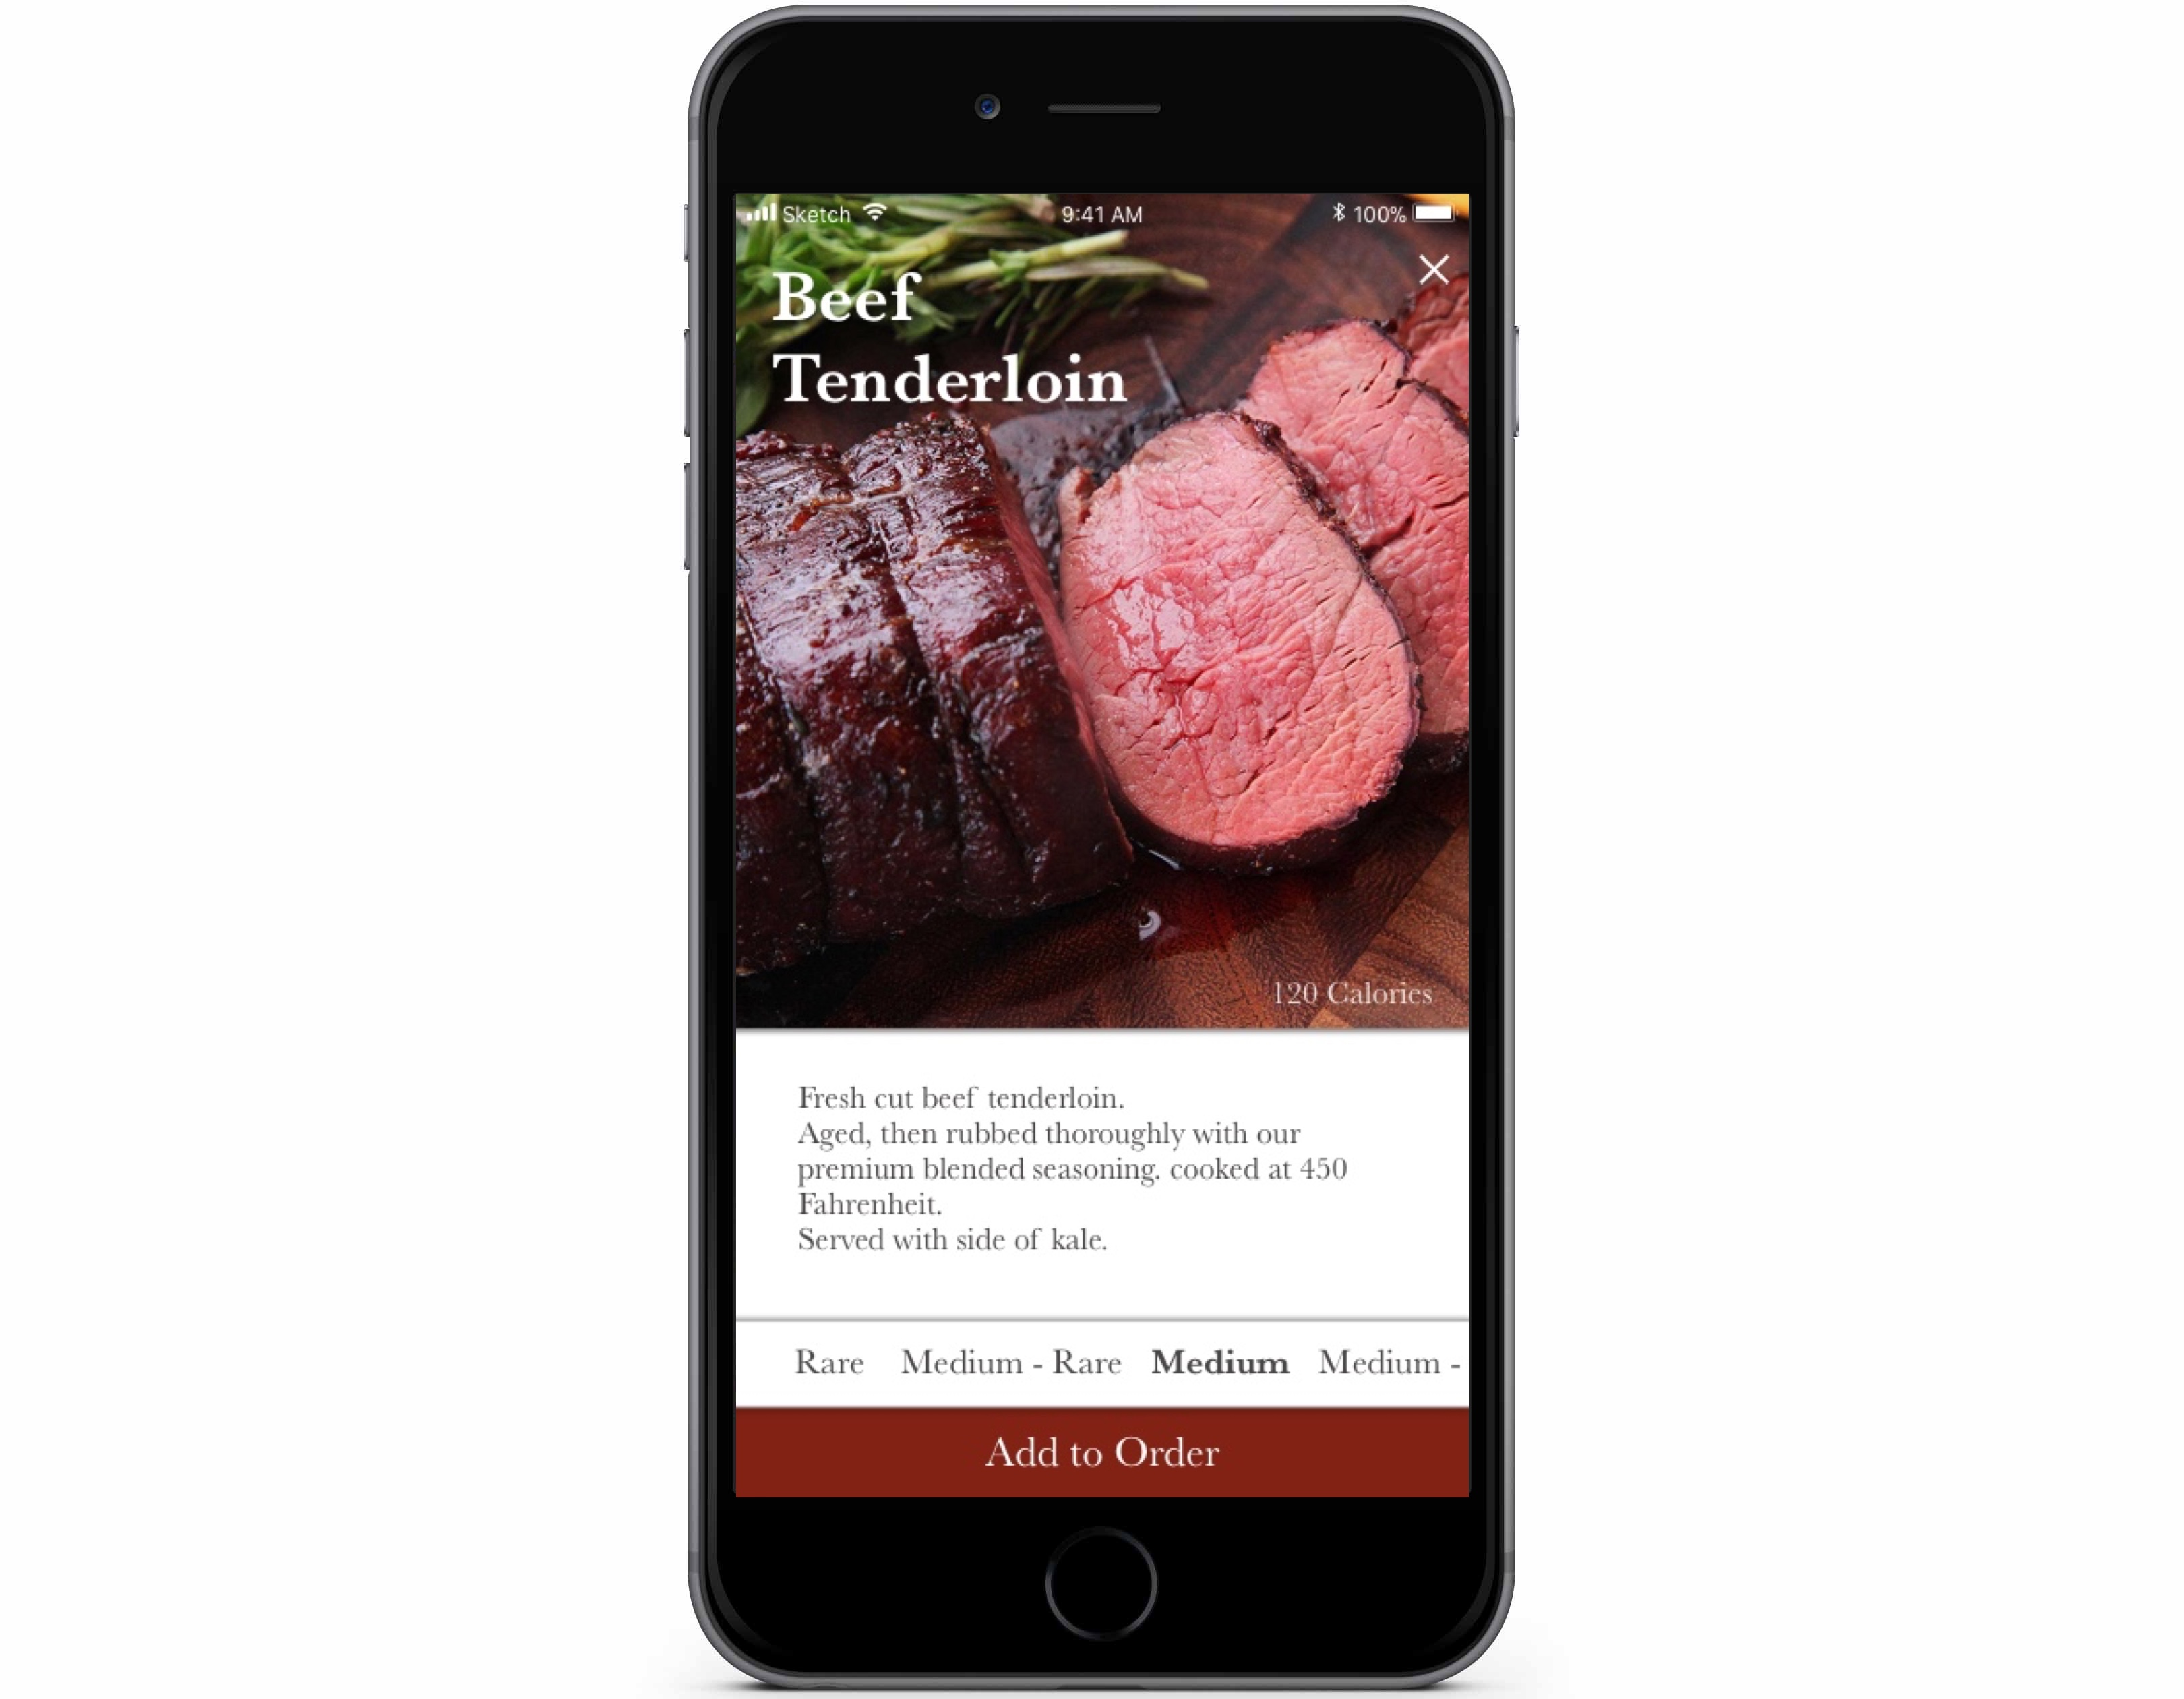 Sketch 9:41 AM 100%
Beef
Tenderloin
120 Calories
Fresh cut beef tenderloin.
Aged, then rubbed thoroughly with our
premium blended seasoning. cooked at 450
Fahrenheit.
Served with side of kale.
Rare Medium - Rare Medium Medium -
Add to Order